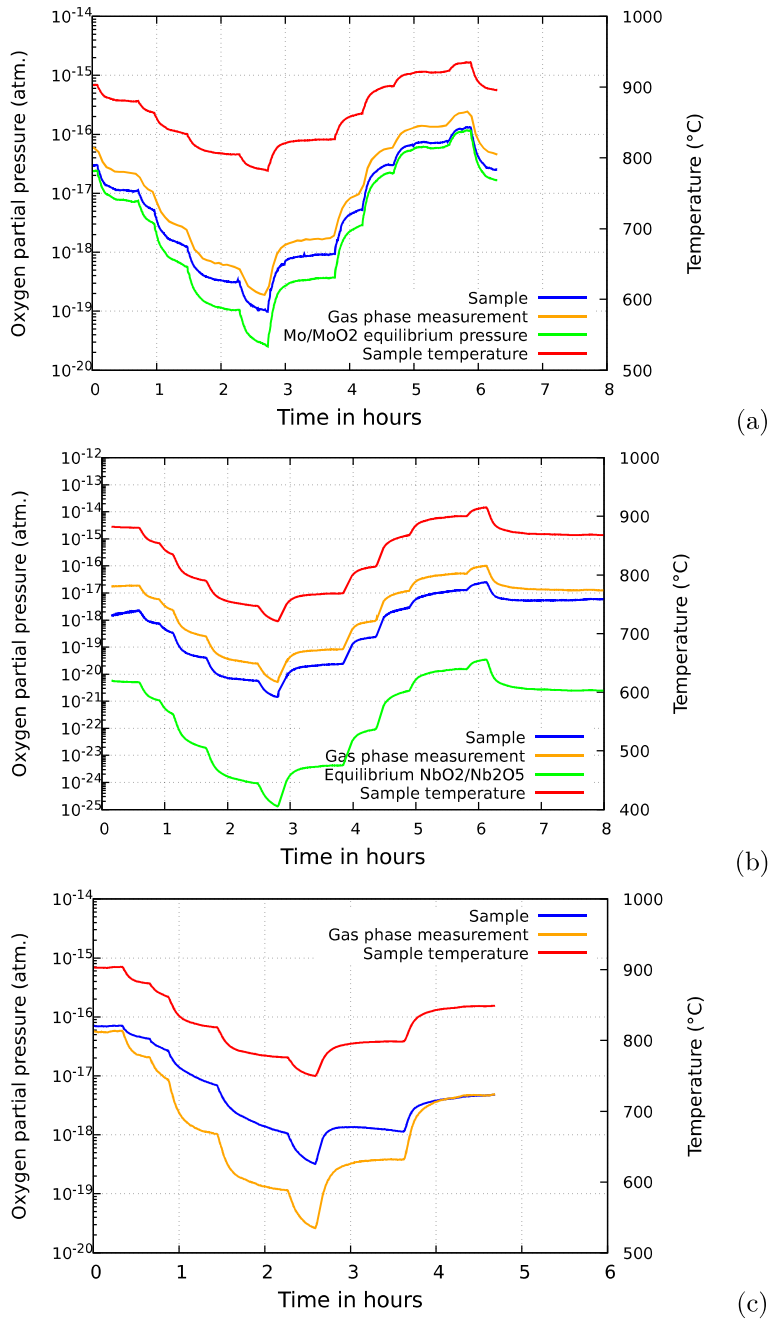 10-14
10-15
10-16
10-17
10-18
10-19
10-20
Oxygen partial pressure (atm.)
1000
900
800
700
600
500
Temperature (°C)
Sample
Gas phase measurement
Mo/MoO2 equilibrium pressure
Sample temperature
0 1 2 3 4 5 6 7 8
Time in hours
(a)
10-12
10-13
10-14
10-15
10-16
10-17
10-18
10-19
10-20
10-21
10-22
10-23
10-24
10-25
Oxygen partial pressure (atm.)
1000
900
800
700
600
500
400
Temperature (°C)
Sample
Gas phase measurement
Equilibrium NbO2/Nb2O5
Sample temperature
0 1 2 3 4 5 6 7 8
Time in hours
(b)
10-14
10-15
10-16
10-17
10-18
10-19
10-20
Oxygen partial pressure (atm.)
1000
900
800
700
600
500
Temperature (°C)
Sample
Gas phase measurement
Sample temperature
0 1 2 3 4 5 6
Time in hours
(c)